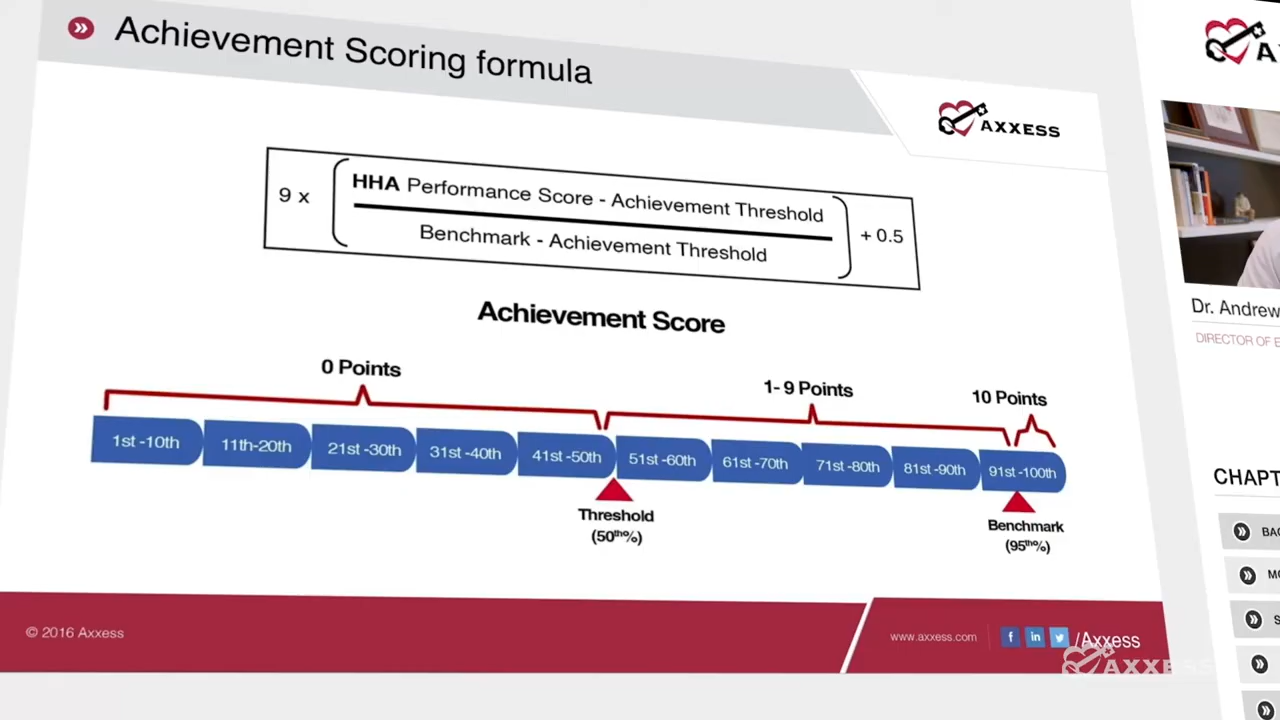 Achievement Scoring formula
AXXESS
9 x
HHA Performance Score - Achievement Threshold
Benchmark - Achievement Threshold
+ 0.5
Achievement Score
0 Points
1- 9 Points
10 Points
1st -10th
11th-20th
21st -30th
31st -40th
41st -50th
51st -60th
61st -70th
71st -80th
81st -90th
91st -100th
Threshold
(50th%)
Benchmark
(95th%)
© 2016 Axxess
www.axxess.com
f
in
/Axxess
AXXESS
Dr. Andrew
DIRECTOR OF